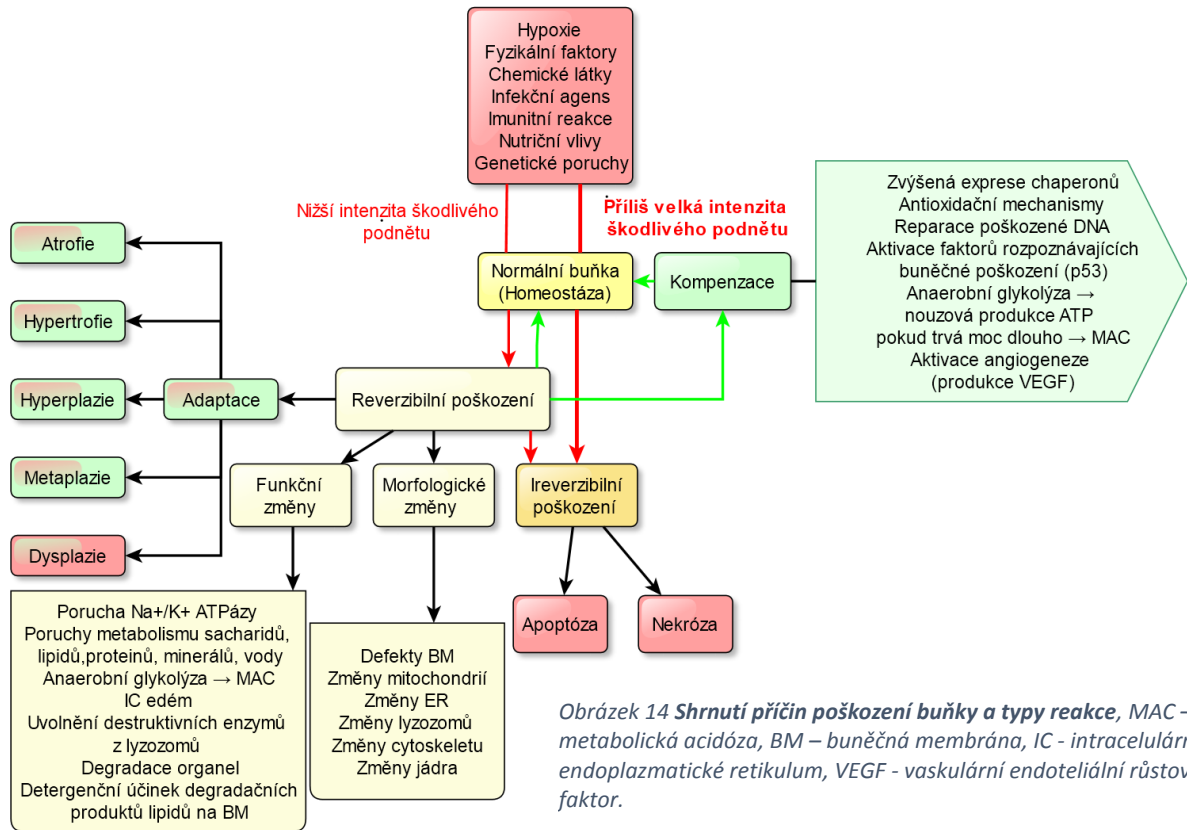 Hypoxie
Fyzikální faktory
Chemické látky
Infekční agens
Imunitní reakce
Nutriční vlivy
Genetické poruchy
Nižší intenzita škodlivého
podnětu
Příliš velká intenzita
škodlivého podnětu
Normální buňka
(Homeostáza)
Kompenzace
Zvýšená exprese chaperonů
Antioxidační mechanismy
Reparace poškozené DNA
Aktivace faktorů rozpoznávajících
buněčné poškození (p53)
Anaerobní glykolýza →
nouzová produkce ATP
pokud trvá moc dlouho → MAC
Aktivace angiogeneze
(produkce VEGF)
Atrofie
Hypertrofie
Hyperplazie
Adaptace
Reverzibilní poškození
Metaplazie
Dysplazie
Funkční
změny
Morfologické
změny
Ireverzibilní
poškození
Porucha Na+/K+ ATPázy
Poruchy metabolismu sacharidů,
lipidů,proteinů, minerálů, vody
Anaerobní glykolýza → MAC
IC edém
Uvolnění destruktivních enzymů
z lyzozomů
Degradace organel
Detergenční účinek degradačních
produktů lipidů na BM
Defekty BM
Změny mitochondrií
Změny ER
Změny lyzozomů
Změny cytoskeletu
Změny jádra
Apoptóza
Nekróza
Obrázek 14 Shrnutí příčin poškození buňky a typy reakce, MAC –
metabolická acidóza, BM – buněčná membrána, IC - intracelulárn
endoplazmatické retikulum, VEGF - vaskulární endoteliální růstov
faktor.